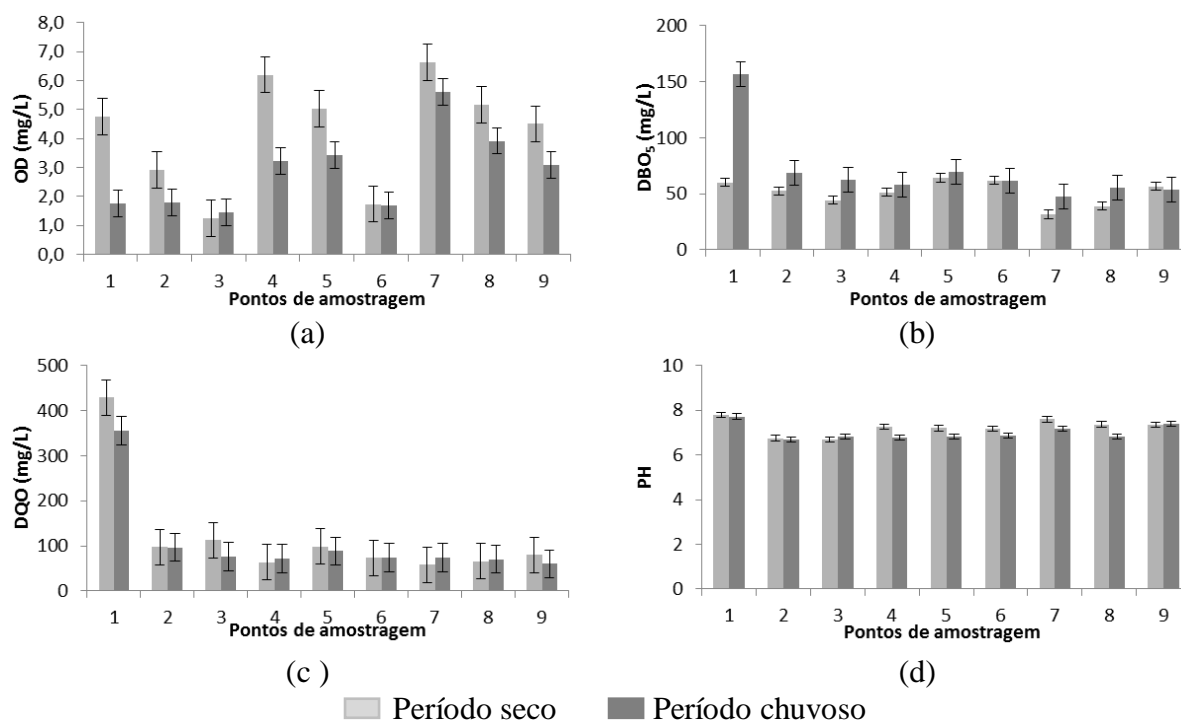 8,0
7,0
6,0
5,0
4,0
3,0
2,0
1,0
0,0
OD (mg/L)
1 2 3 4 5 6 7 8 9
Pontos de amostragem
(a)
200
150
100
50
0
DBO₅ (mg/L)
1 2 3 4 5 6 7 8 9
Pontos de amostragem
(b)
500
400
300
200
100
0
DQO (mg/L)
1 2 3 4 5 6 7 8 9
Pontos de amostragem
(c )
10
8
6
4
2
0
PH
1 2 3 4 5 6 7 8 9
Pontos de amostragem
(d)
Período seco Período chuvoso